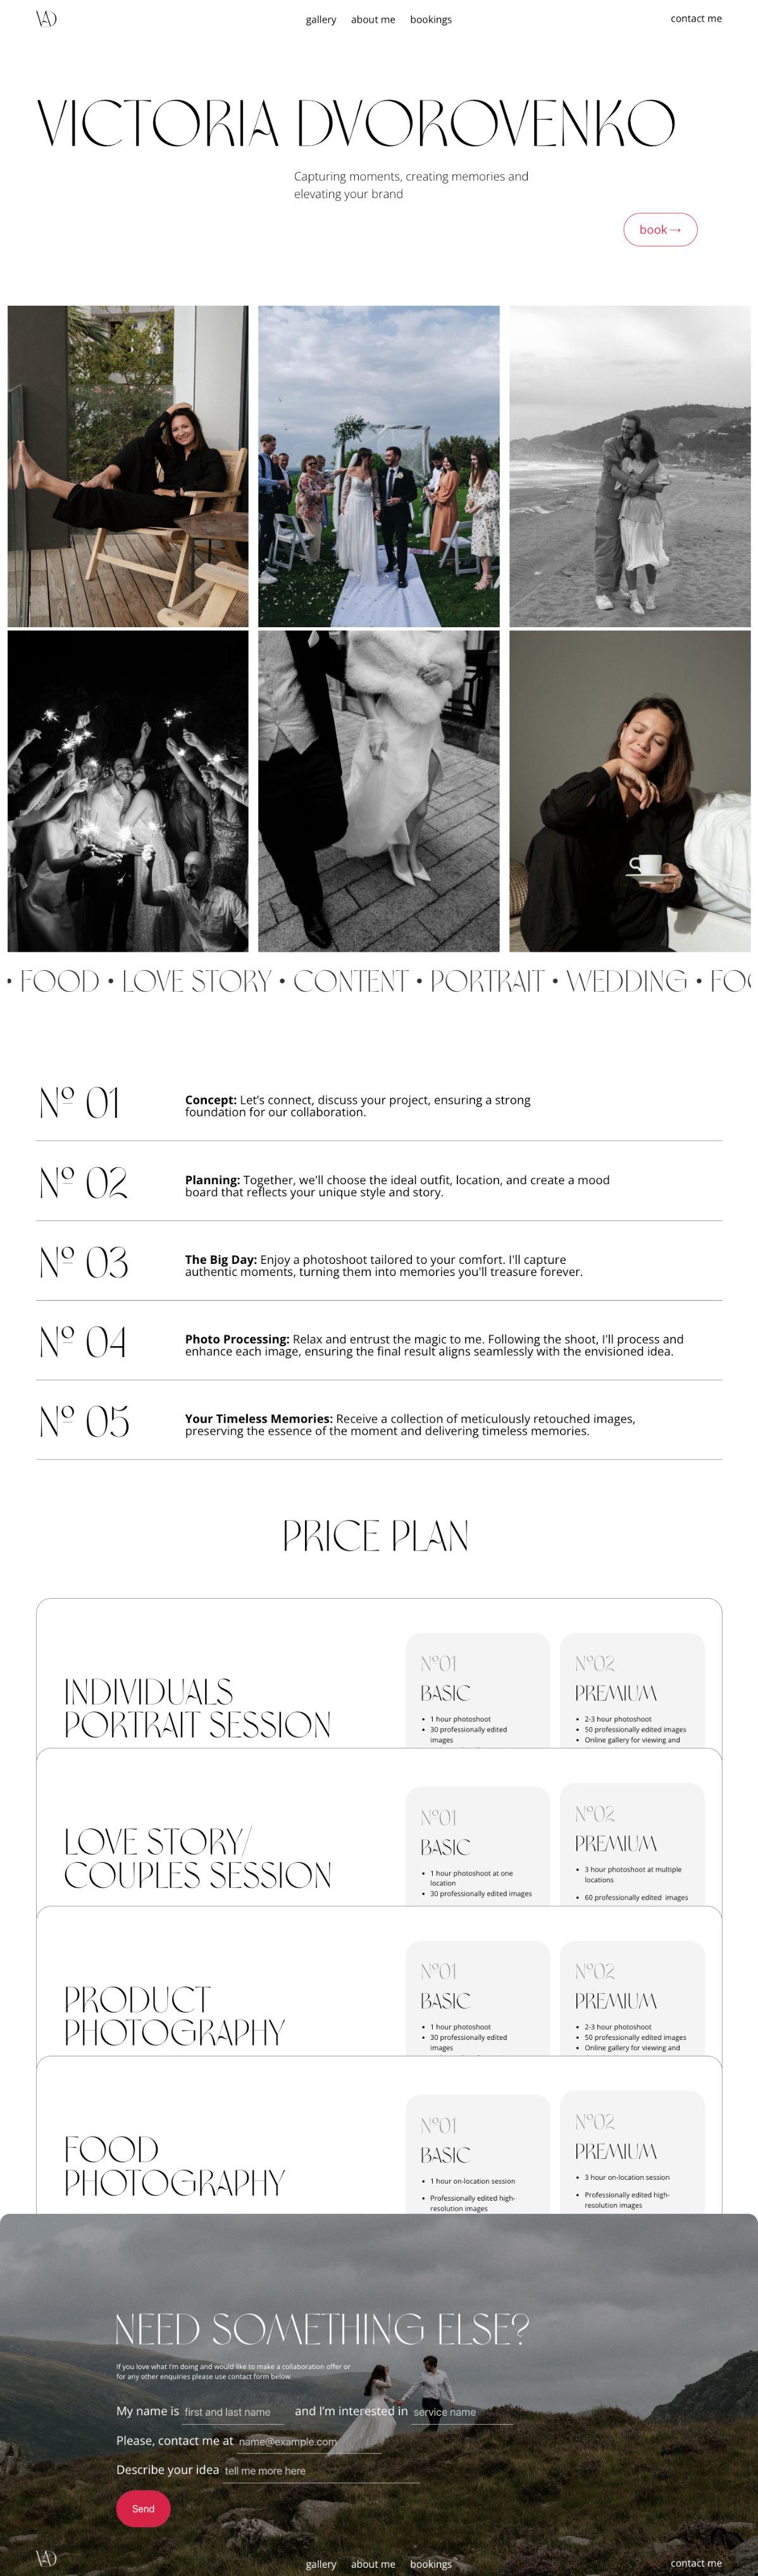 VAD
gallery about me bookings
contact me
VICTORIA DVOROVENKO
Capturing moments, creating memories and
elevating your brand
book →
• FOOD • LOVE STORY • CONTENT • PORTRAIT • WEDDING • FOO
Nº 01
Concept: Let’s connect, discuss your project, ensuring a strong
foundation for our collaboration.
Nº 02
Planning: Together, we'll choose the ideal outfit, location, and create a mood
board that reflects your unique style and story.
Nº 03
The Big Day: Enjoy a photoshoot tailored to your comfort. I'll capture
authentic moments, turning them into memories you'll treasure forever.
Nº 04
Photo Processing: Relax and entrust the magic to me. Following the shoot, I'll process and
enhance each image, ensuring the final result aligns seamlessly with the envisioned idea.
Nº 05
Your Timeless Memories: Receive a collection of meticulously retouched images,
preserving the essence of the moment and delivering timeless memories.
PRICE PLAN
INDIVIDUALS
PORTRAIT SESSION
Nº01
BASIC
• 1 hour photoshoot
• 30 professionally edited
images
Nº02
PREMIUM
• 2-3 hour photoshoot
• 50 professionally edited images
• Online gallery for viewing and
LOVE STORY/
COUPLES SESSION
Nº01
BASIC
• 1 hour photoshoot at one
location
• 30 professionally edited images
Nº02
PREMIUM
• 3 hour photoshoot at multiple
locations
• 60 professionally edited images
PRODUCT
PHOTOGRAPHY
Nº01
BASIC
• 1 hour photoshoot
• 30 professionally edited
images
Nº02
PREMIUM
• 2-3 hour photoshoot
• 50 professionally edited images
• Online gallery for viewing and
FOOD
PHOTOGRAPHY
Nº01
BASIC
• 1 hour on-location session
• Professionally edited high-
resolution images
Nº02
PREMIUM
• 3 hour on-location session
• Professionally edited high-
resolution images
NEED SOMETHING ELSE?
If you love what I’m doing and would like to make a collaboration offer or
for any other enquiries please use contact form below.
My name is first and last name and I’m interested in service name
Please, contact me at name@example.com
Describe your idea tell me more here
Send
VAD
gallery about me bookings
contact me